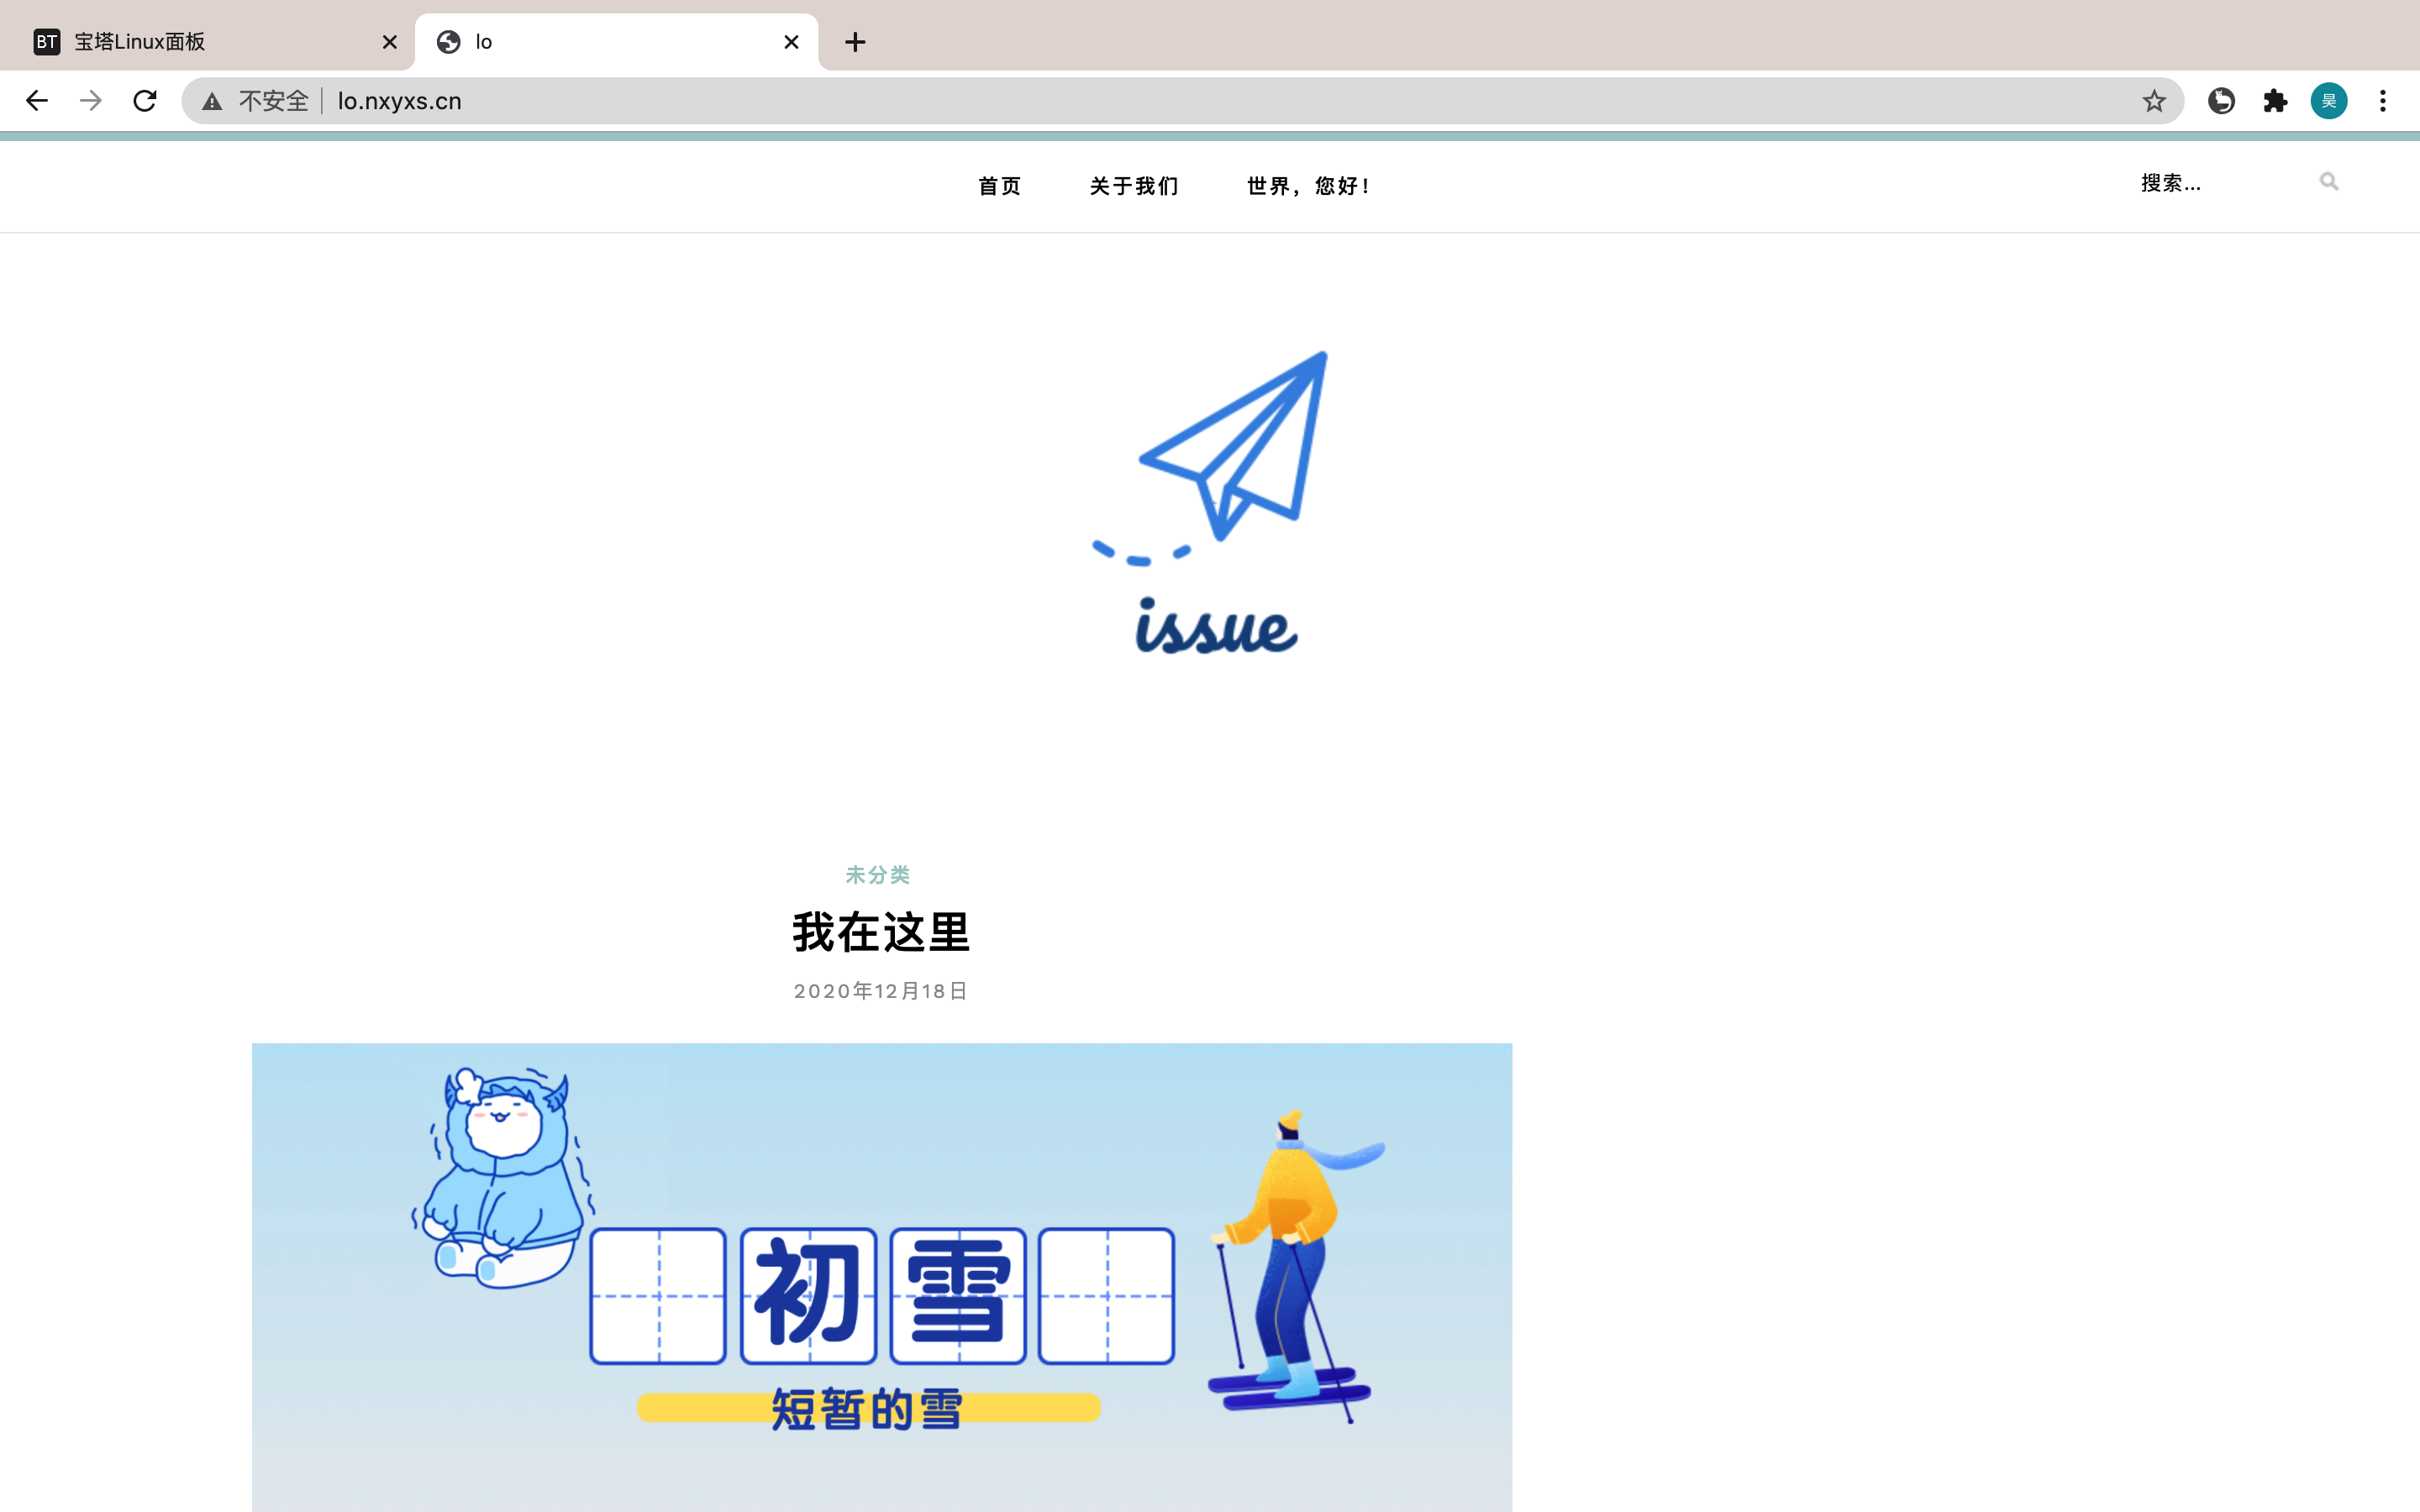 BT 宝塔Linux面板
lo
不安全 lo.nxyxs.cn
昊
首页 关于我们 世界，您好！
搜索...
issue
未分类
我在这里
2020年12月18日
初雪
短暂的雪